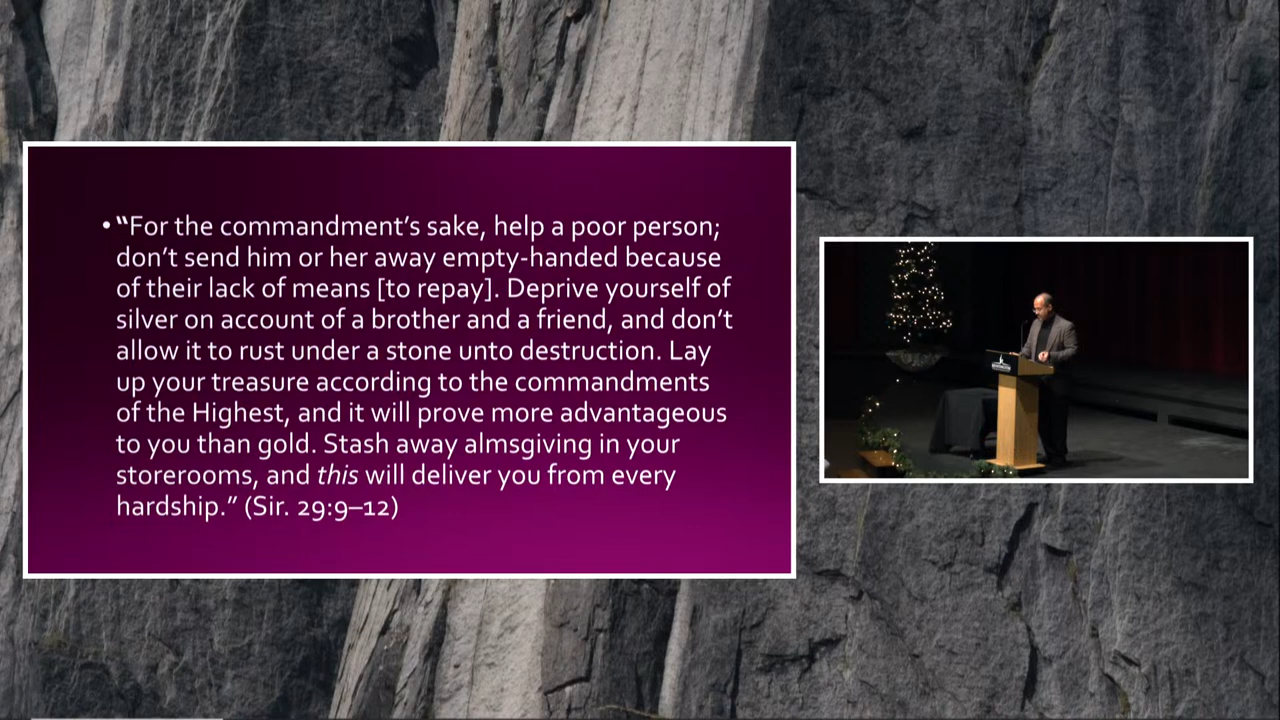 • “For the commandment’s sake, help a poor person;
don’t send him or her away empty-handed because
of their lack of means [to repay]. Deprive yourself of
silver on account of a brother and a friend, and don’t
allow it to rust under a stone unto destruction. Lay
up your treasure according to the commandments
of the Highest, and it will prove more advantageous
to you than gold. Stash away almsgiving in your
storerooms, and this will deliver you from every
hardship.” (Sir. 29:9–12)